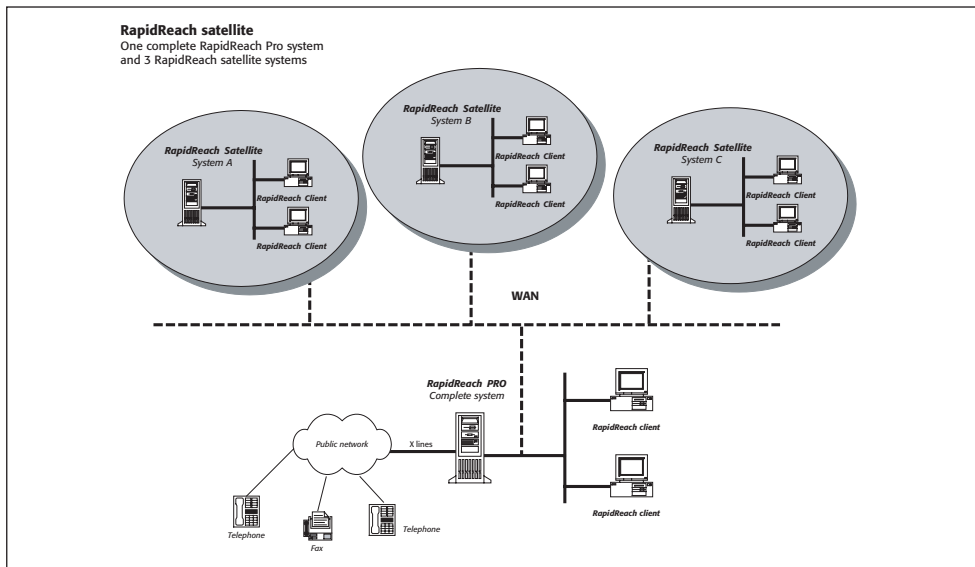 RapidReach satellite
One complete RapidReach Pro system
and 3 RapidReach satellite systems
RapidReach Satellite
System A
RapidReach Client
RapidReach Client
RapidReach Satellite
System B
RapidReach Client
RapidReach Client
RapidReach Satellite
System C
RapidReach Client
RapidReach Client
WAN
RapidReach PRO
Complete system
RapidReach client
RapidReach client
Public network
X lines
Telephone
Fax
Telephone